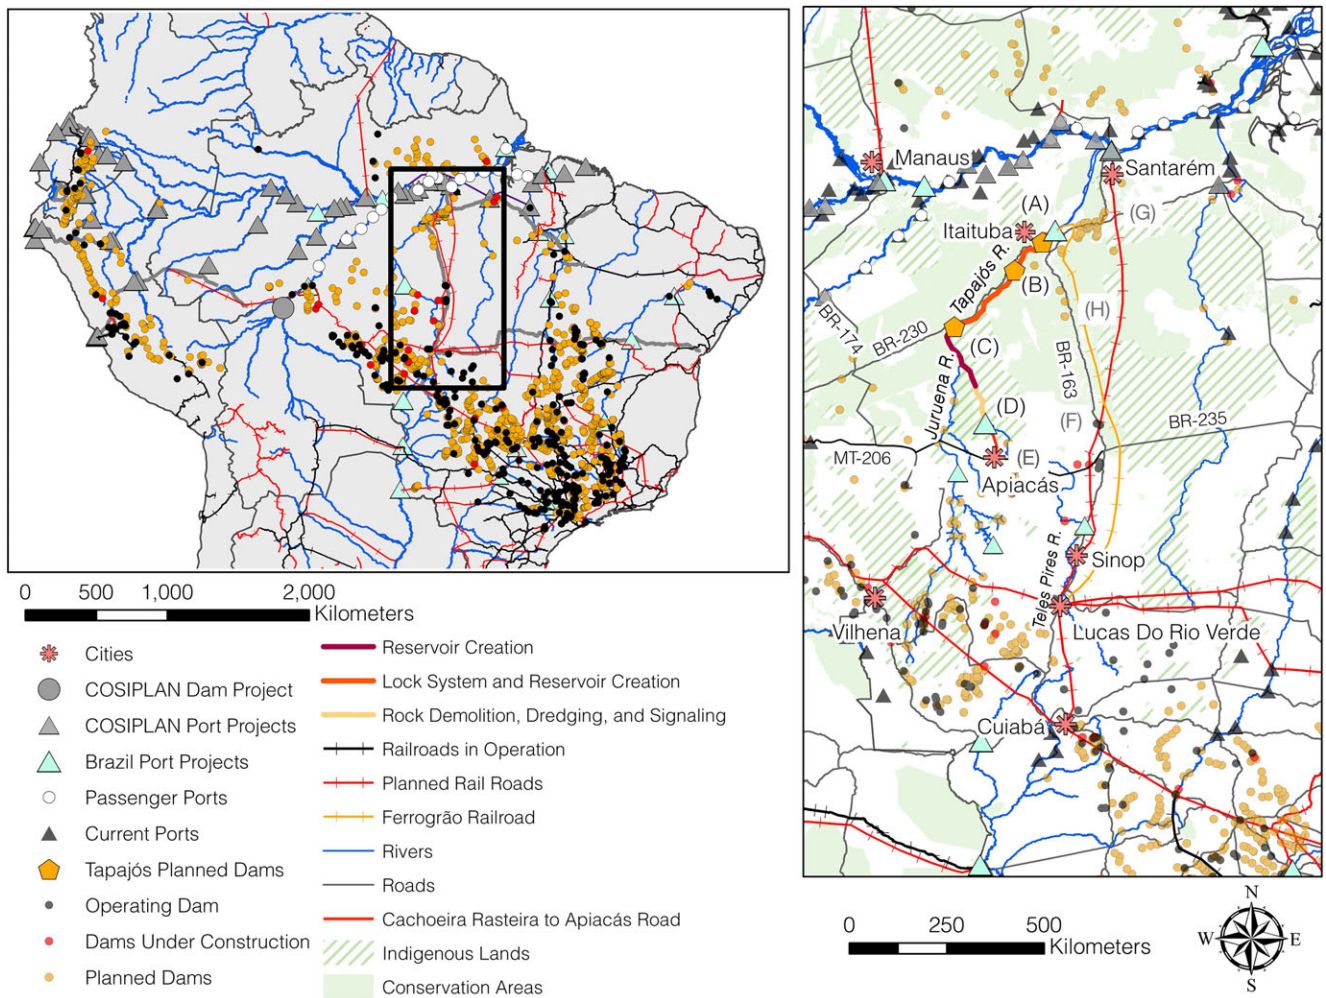 Manaus
Santarém
(A)
(G)
Itaituba
Tapajós R.
(B)
(H)
BR-174
BR-230
(C)
BR-163
Juruena R.
(D)
(F)
BR-235
MT-206
(E)
Apiacás
Teles Pires R.
Sinop
Vilhena
Lucas Do Rio Verde
Cuiabá
0 500 1,000 2,000
Kilometers
Cities
COSIPLAN Dam Project
COSIPLAN Port Projects
Brazil Port Projects
Passenger Ports
Current Ports
Tapajós Planned Dams
Operating Dam
Dams Under Construction
Planned Dams
Reservoir Creation
Lock System and Reservoir Creation
Rock Demolition, Dredging, and Signaling
Railroads in Operation
Planned Rail Roads
Ferrogrão Railroad
Rivers
Roads
Cachoeira Rasteira to Apiacás Road
Indigenous Lands
Conservation Areas
0 250 500
Kilometers
N
W E
S